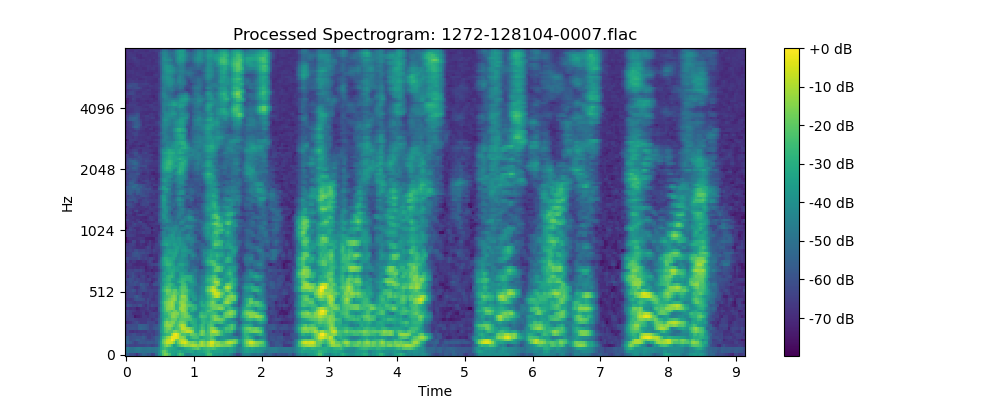 Processed Spectrogram: 1272-128104-0007.flac
+0 dB
-10 dB
-20 dB
-30 dB
-40 dB
-50 dB
-60 dB
-70 dB
Hz
4096
2048
1024
512
0
0 1 2 3 4 5 6 7 8 9
Time